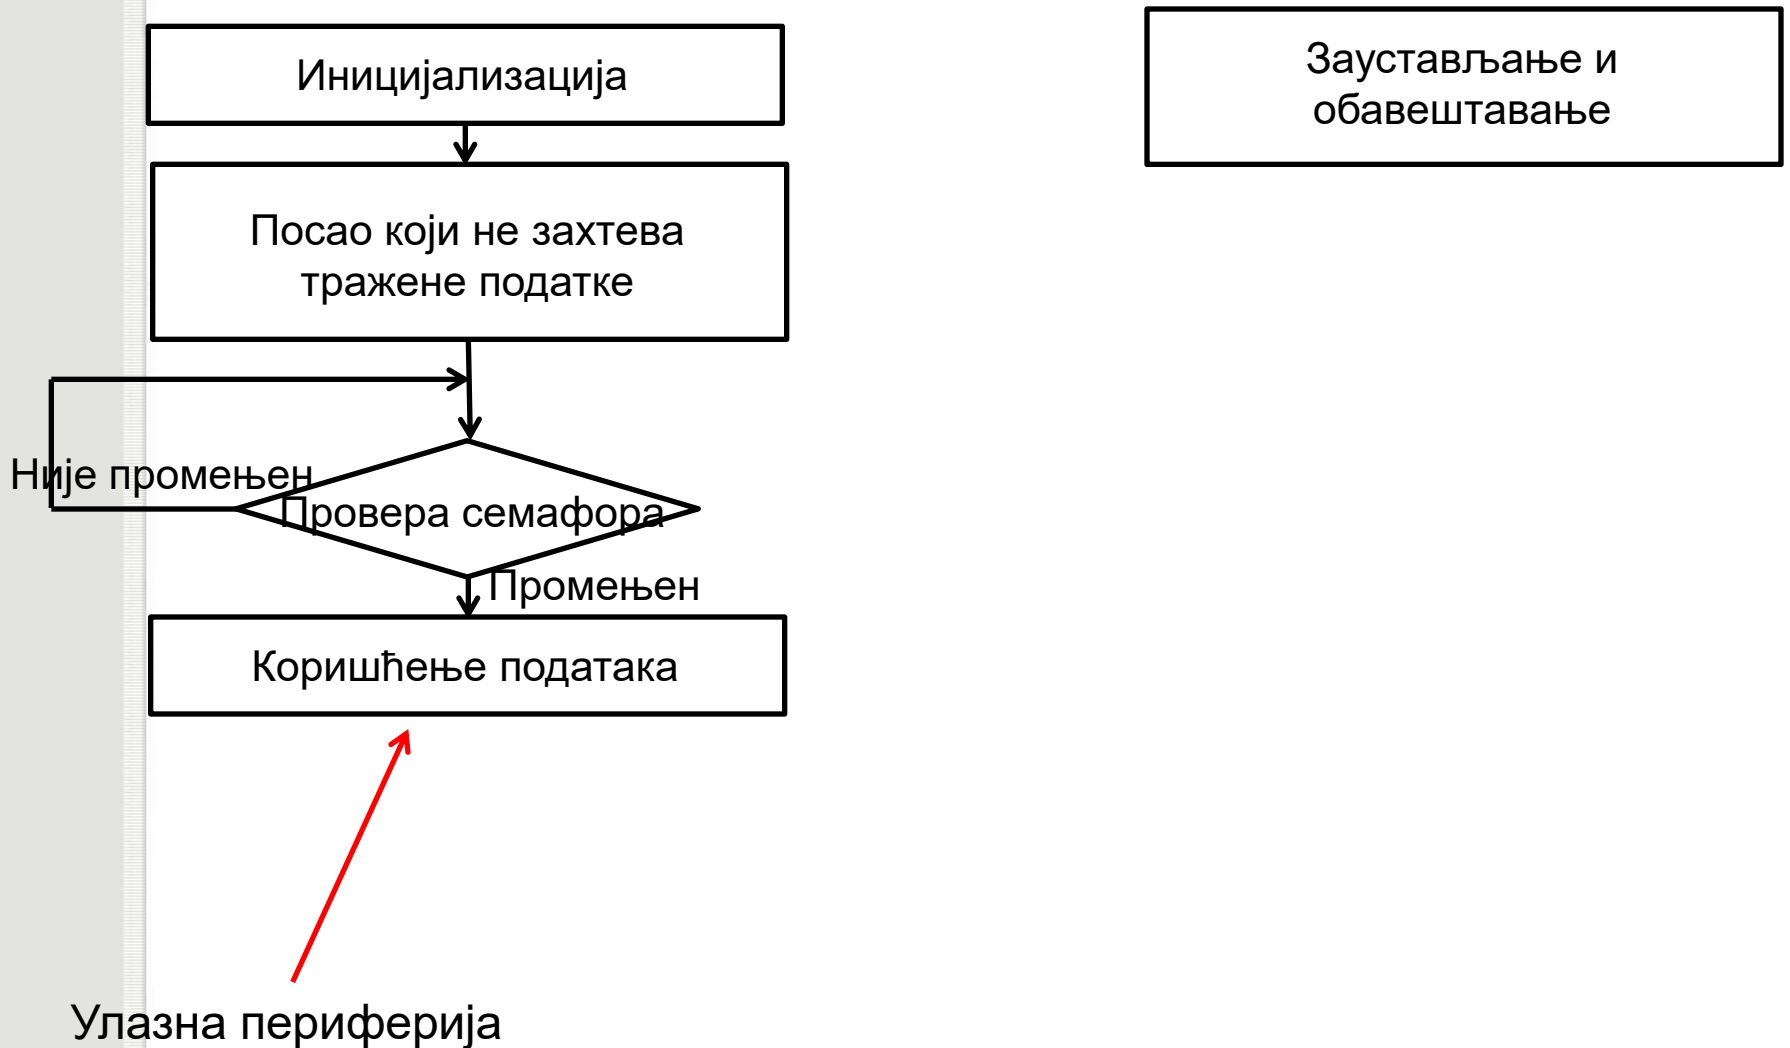 Иницијализација
Заустављање и
обавештавање
Посао који не захтева
тражене податке
Није промењен
Провера семафора
Промењен
Коришћење података
Улазна периферија